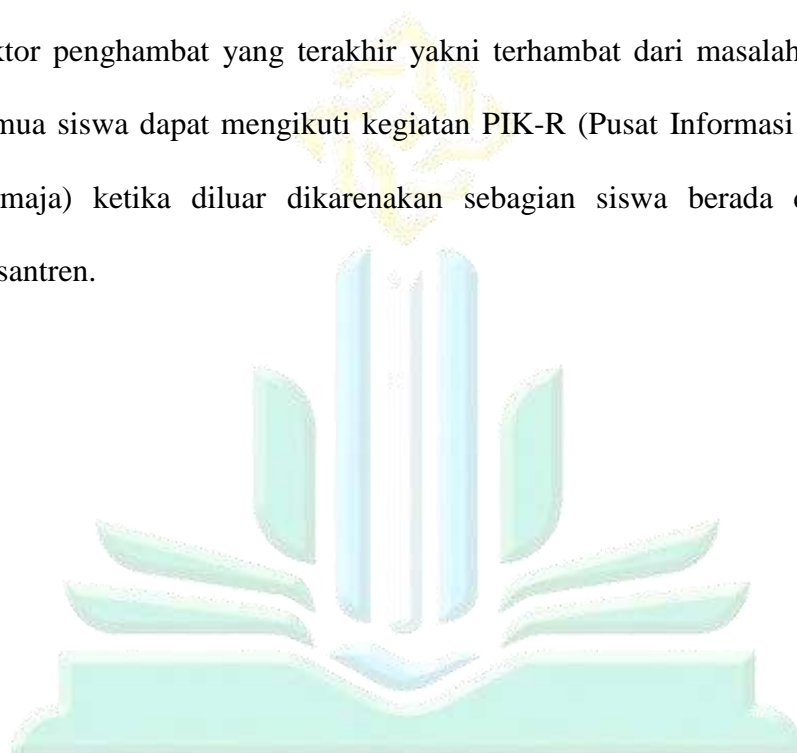 ktor penghambat yang terakhir yakni terhambat dari masalah
mua siswa dapat mengikuti kegiatan PIK-R (Pusat Informasi
maja) ketika diluar dikarenakan sebagian siswa berada
santren.